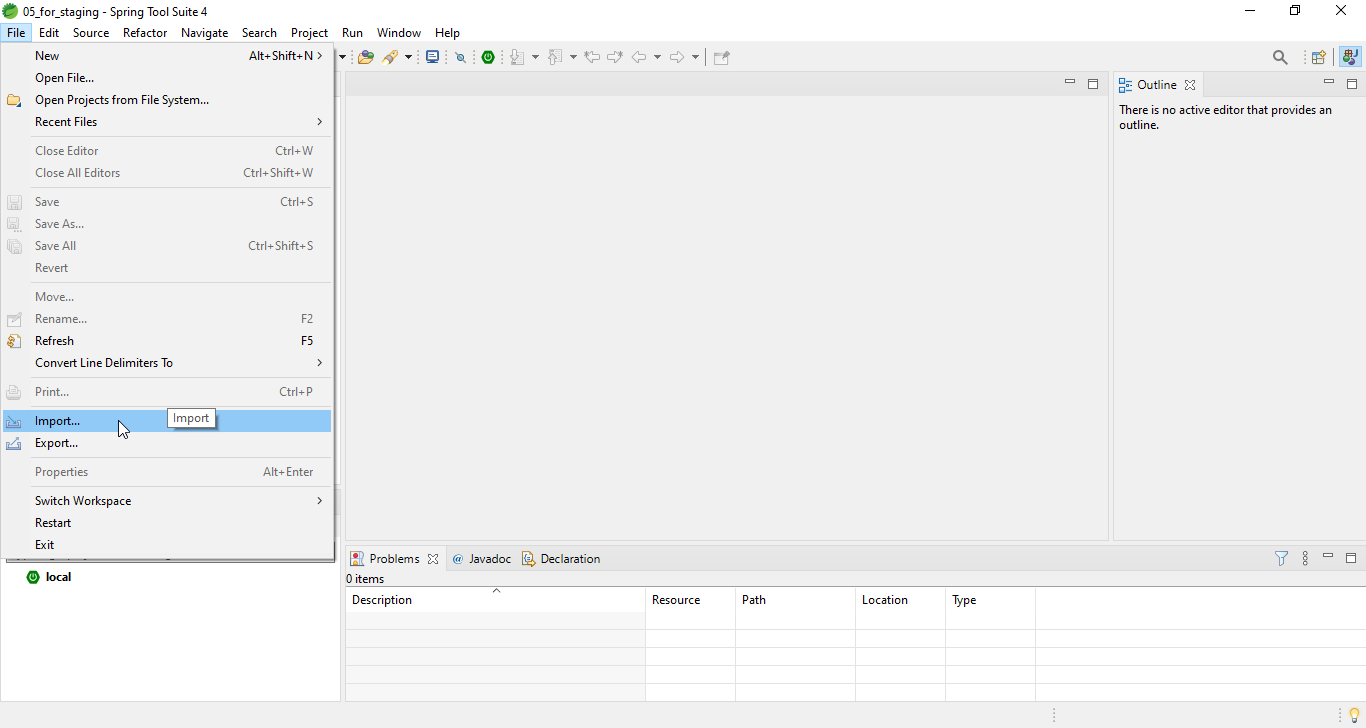 05_for_staging - Spring Tool Suite 4
File Edit Source Refactor Navigate Search Project Run Window Help
New Alt+Shift+N >
Open File...
Open Projects from File System...
Recent Files >
Close Editor Ctrl+W
Close All Editors Ctrl+Shift+W
Save Ctrl+S
Save As...
Save All Ctrl+Shift+S
Revert
Move...
Rename... F2
Refresh F5
Convert Line Delimiters To >
Print... Ctrl+P
Import... Import
Export...
Properties Alt+Enter
Switch Workspace >
Restart
Exit
local
Outline
There is no active editor that provides an
outline.
Problems @ Javadoc Declaration
0 items
Description Resource Path Location Type